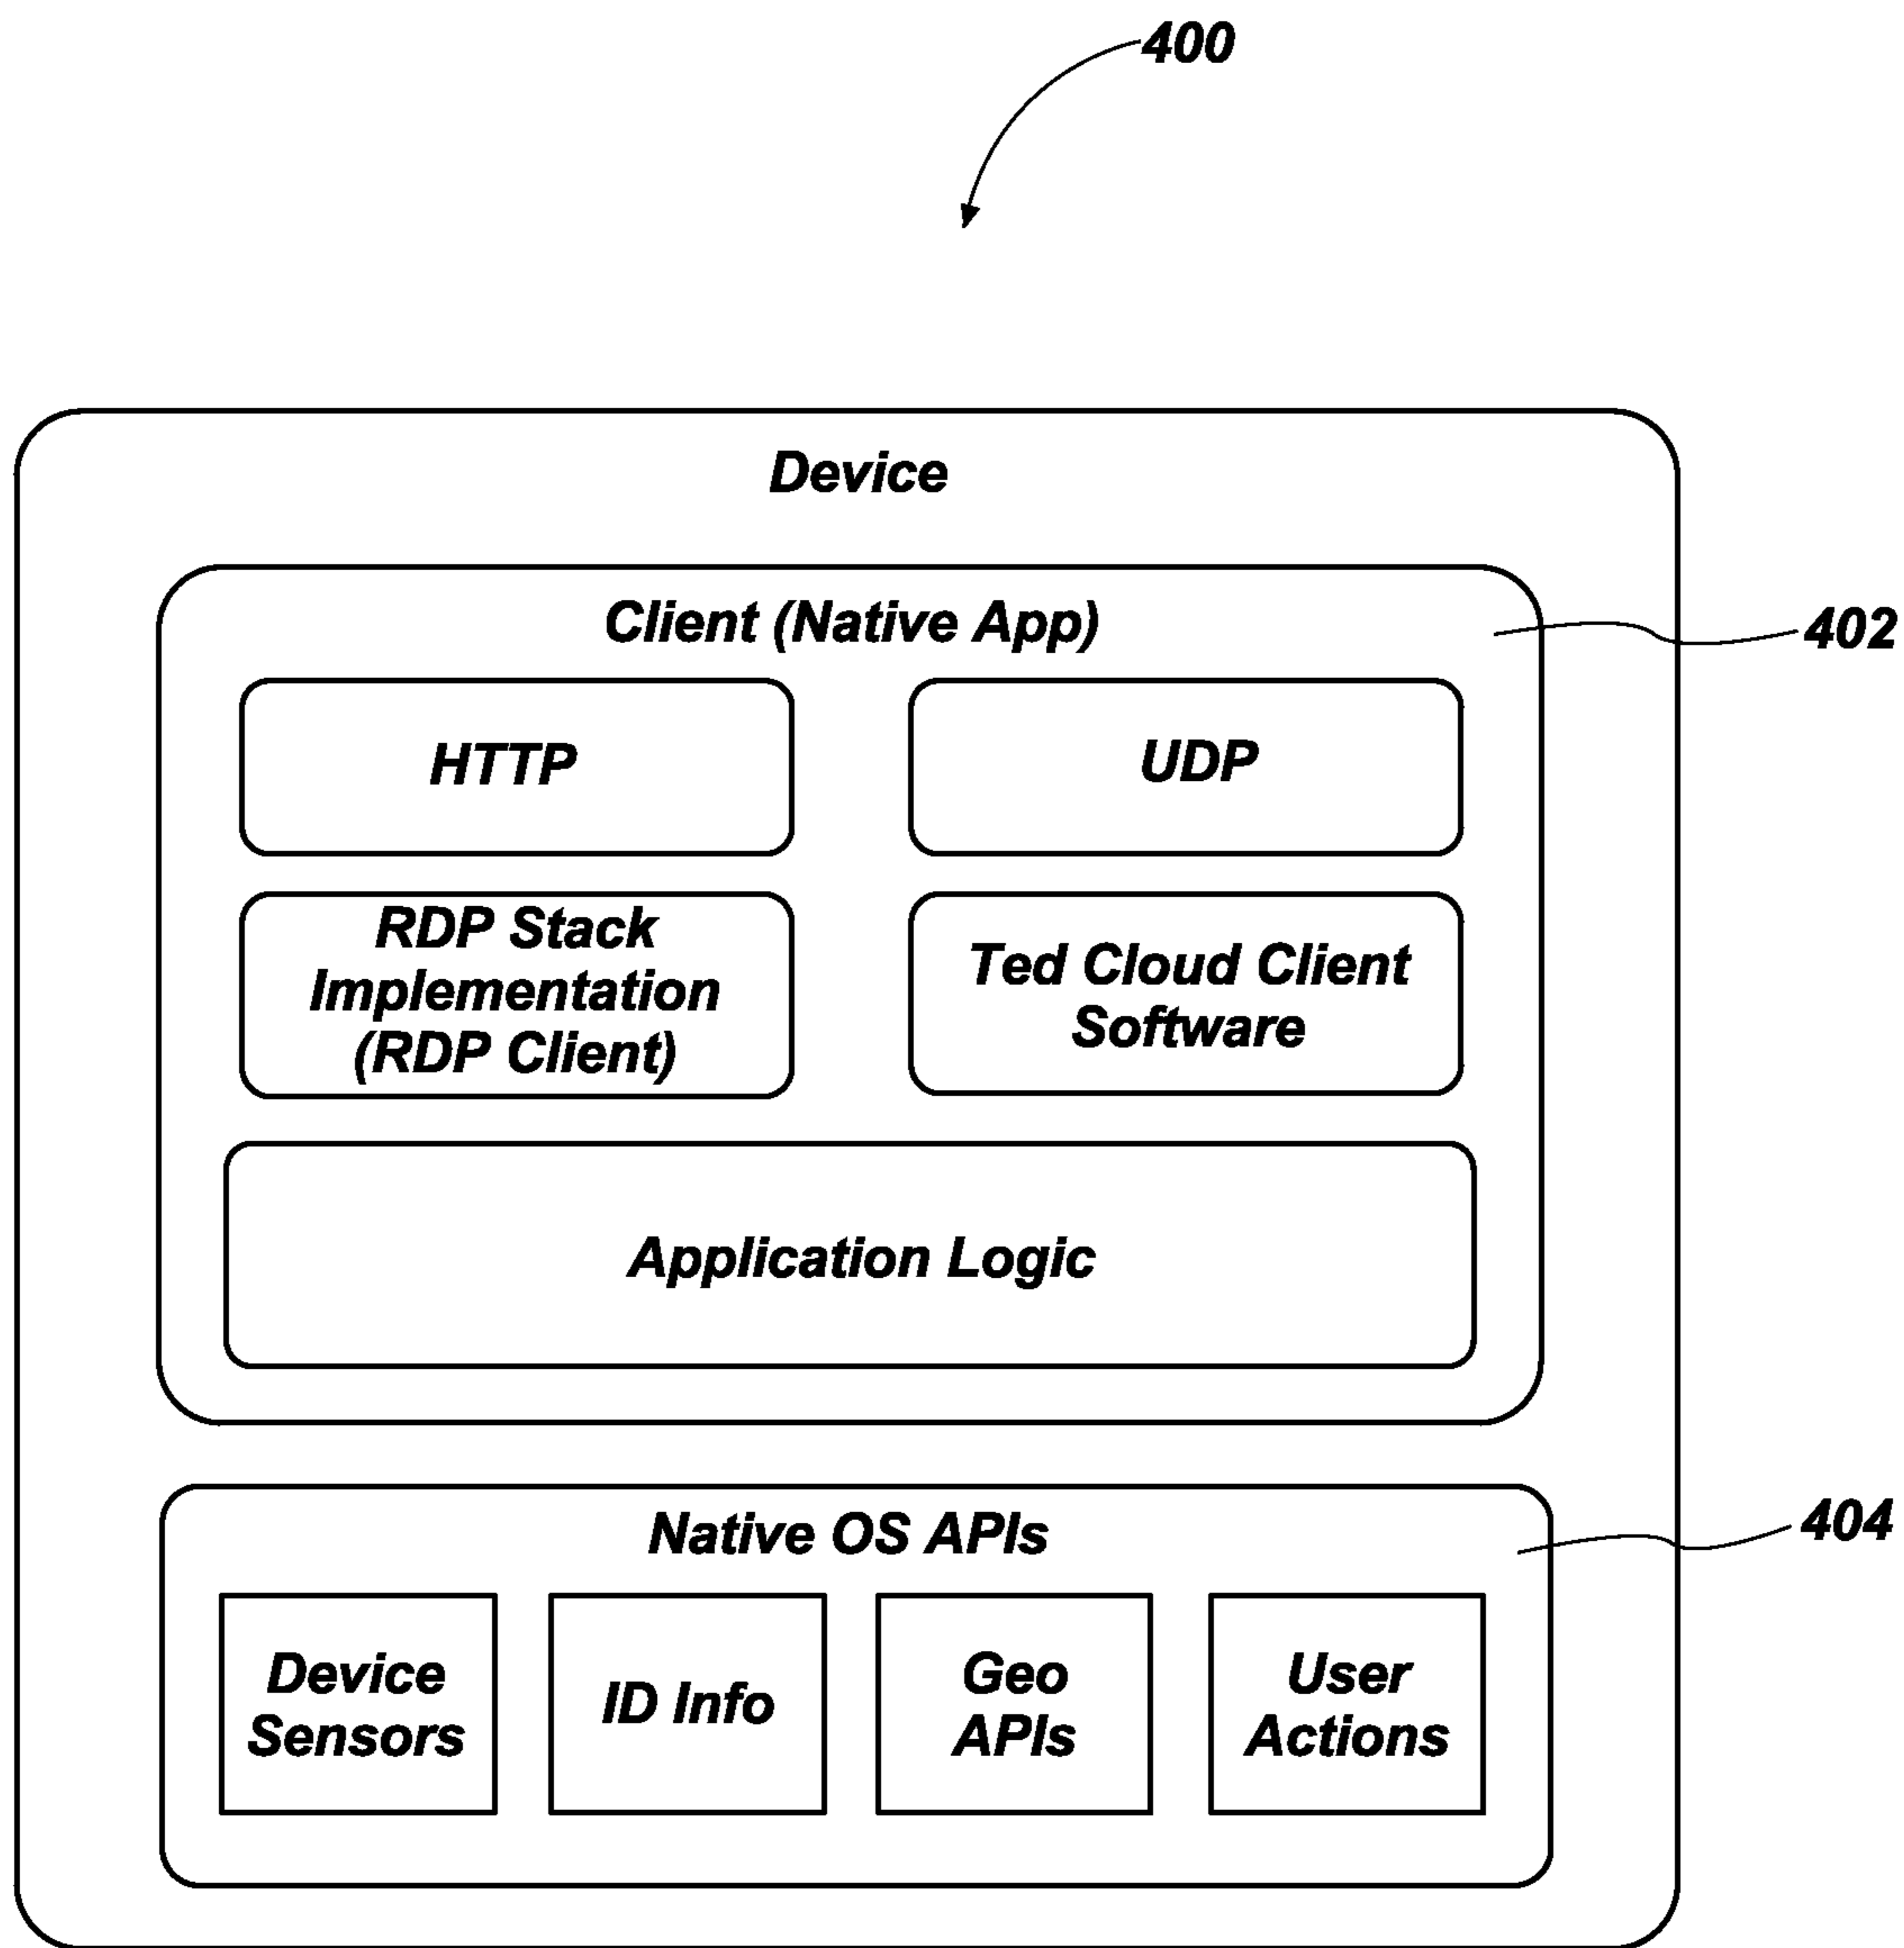 400
Device
Client (Native App)
402
HTTP
UDP
RDP Stack
Implementation
(RDP Client)
Ted Cloud Client
Software
Application Logic
Native OS APIs
404
Device
Sensors
ID Info
Geo
APIs
User
Actions